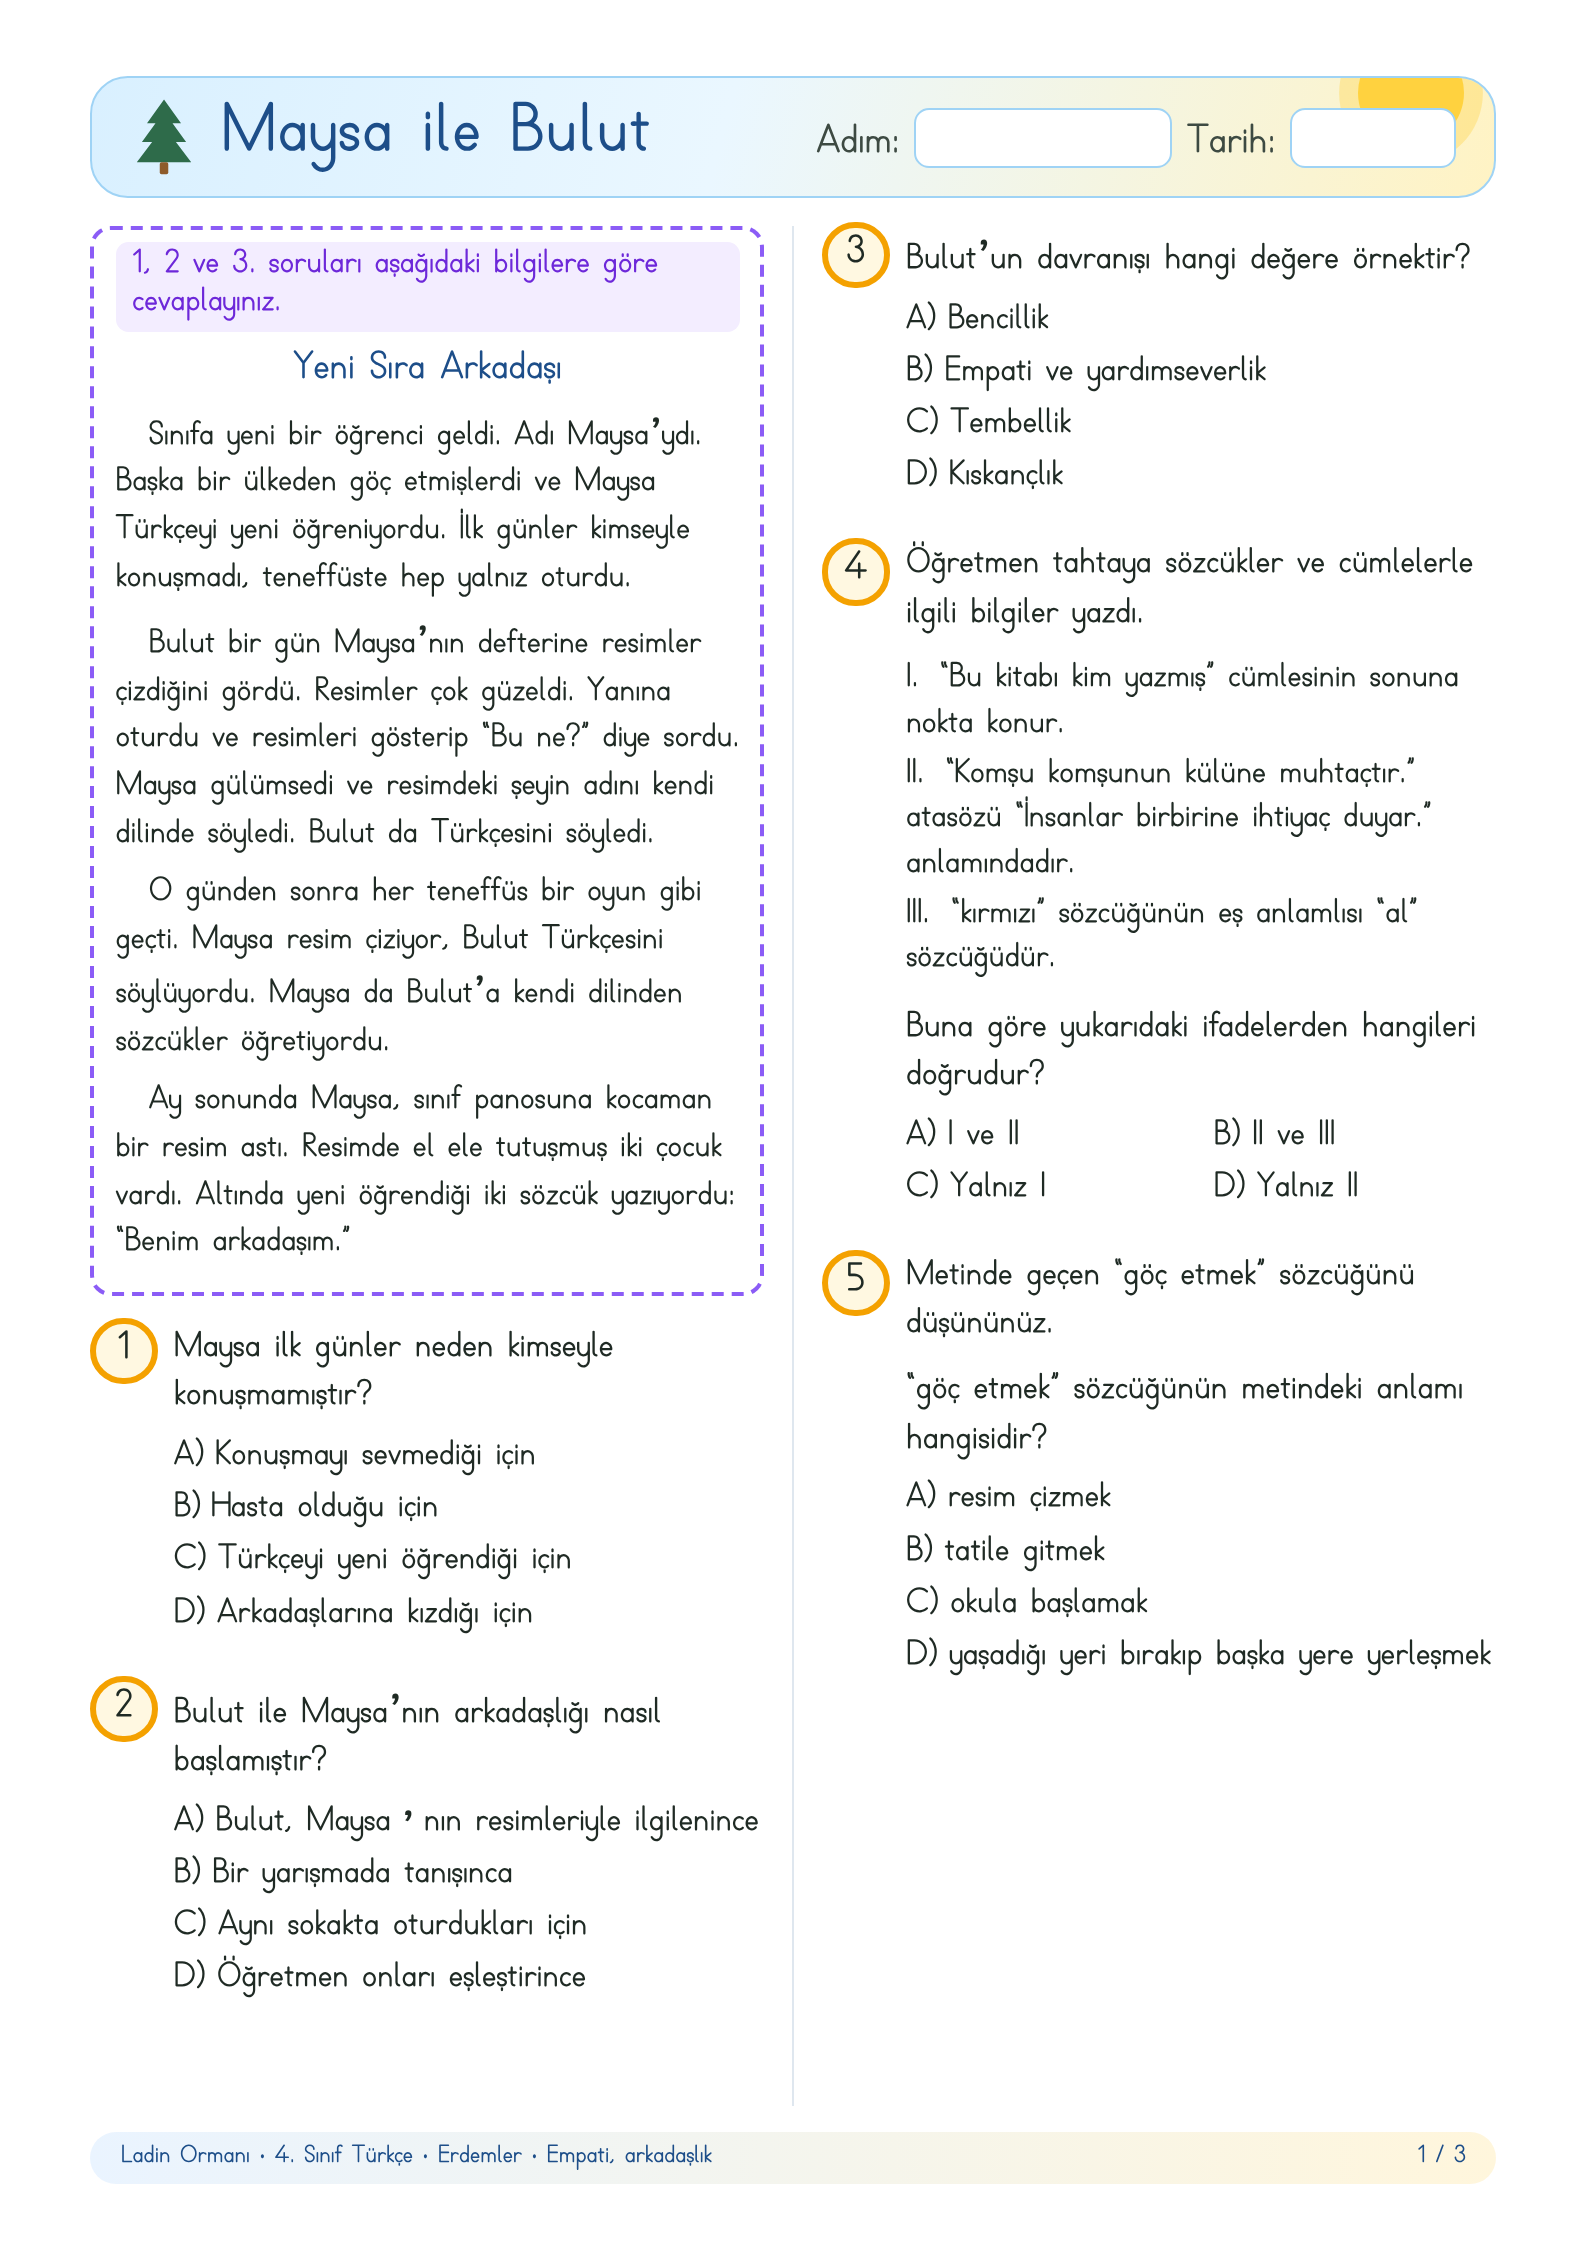 Maysa ile Bulut
Adım:
Tarih:
1, 2 ve 3. soruları aşağıdaki bilgilere göre
cevaplayınız.
Yeni Sıra Arkadaşı
Sınıfa yeni bir öğrenci geldi. Adı Maysa’ydı.
Başka bir ülkeden göç etmişlerdi ve Maysa
Türkçeyi yeni öğreniyordu. İlk günler kimseyle
konuşmadı, teneffüste hep yalnız oturdu.
Bulut bir gün Maysa’nın defterine resimler
çizdiğini gördü. Resimler çok güzeldi. Yanına
oturdu ve resimleri gösterip “Bu ne?” diye sordu.
Maysa gülümsedi ve resimdeki şeyin adını kendi
dilinde söyledi. Bulut da Türkçesini söyledi.
O günden sonra her teneffüs bir oyun gibi
geçti. Maysa resim çiziyor, Bulut Türkçesini
söylüyordu. Maysa da Bulut’a kendi dilinden
sözcükler öğretiyordu.
Ay sonunda Maysa, sınıf panosuna kocaman
bir resim astı. Resimde el ele tutuşmuş iki çocuk
vardı. Altında yeni öğrendiği iki sözcük yazıyordu:
“Benim arkadaşım.”
1 Maysa ilk günler neden kimseyle
konuşmamıştır?
A) Konuşmayı sevmediği için
B) Hasta olduğu için
C) Türkçeyi yeni öğrendiği için
D) Arkadaşlarına kızdığı için
2 Bulut ile Maysa’nın arkadaşlığı nasıl
başlamıştır?
A) Bulut, Maysa ’ nın resimleriyle ilgilenince
B) Bir yarışmada tanışınca
C) Aynı sokakta oturdukları için
D) Öğretmen onları eşleştirince
3 Bulut’un davranışı hangi değere örnektir?
A) Bencillik
B) Empati ve yardımseverlik
C) Tembellik
D) Kıskançlık
4 Öğretmen tahtaya sözcükler ve cümlelerle
ilgili bilgiler yazdı.
I. “Bu kitabı kim yazmış” cümlesinin sonuna
nokta konur.
II. “Komşu komşunun külüne muhtaçtır.”
atasözü “İnsanlar birbirine ihtiyaç duyar.”
anlamındadır.
III. “kırmızı” sözcüğünün eş anlamlısı “al”
sözcüğüdür.
Buna göre yukarıdaki ifadelerden hangileri
doğrudur?
A) I ve II
B) II ve III
C) Yalnız I
D) Yalnız II
5 Metinde geçen “göç etmek” sözcüğünü
düşününüz.
“göç etmek” sözcüğünün metindeki anlamı
hangisidir?
A) resim çizmek
B) tatile gitmek
C) okula başlamak
D) yaşadığı yeri bırakıp başka yere yerleşmek
Ladin Ormanı • 4. Sınıf Türkçe • Erdemler • Empati, arkadaşlık
1 / 3